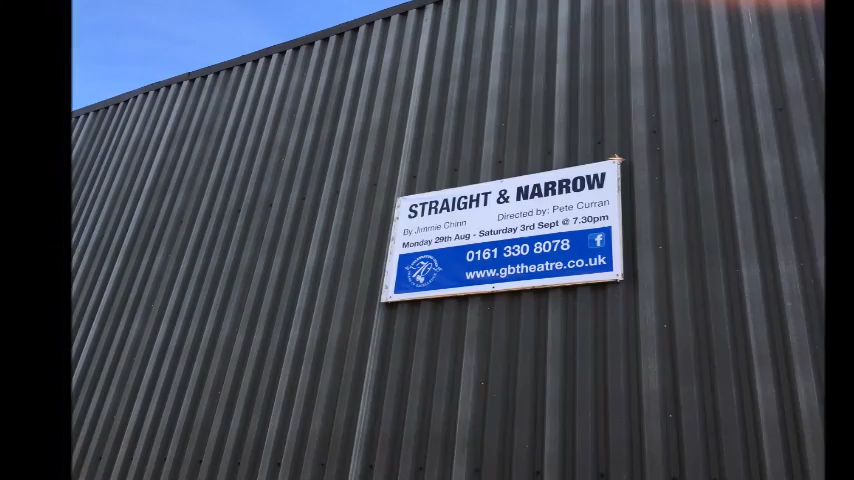 STRAIGHT & NARROW
By Jimmie Chinn Directed by: Pete Curran
Monday 29th Aug - Saturday 3rd Sept @ 7.30pm
0161 330 8078
www.gbtheatre.co.uk
70